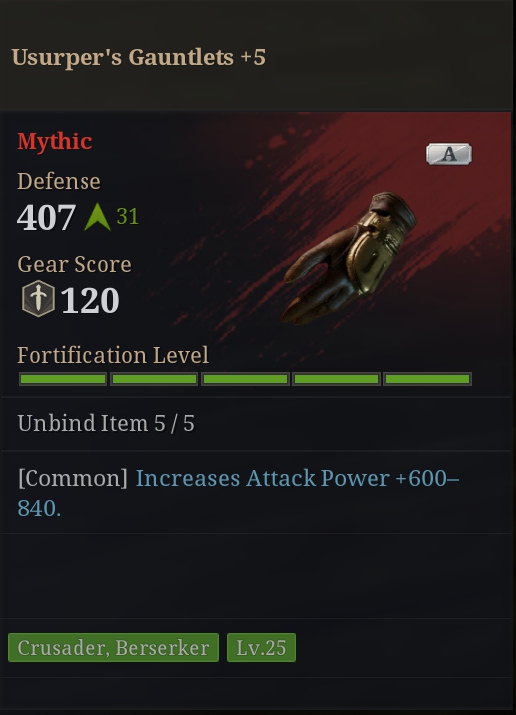 Usurper's Gauntlets +5
Mythic
A
Defense
407 31
Gear Score
120
Fortification Level
Unbind Item 5 / 5
[Common] Increases Attack Power +600–
840.
Crusader, Berserker Lv.25